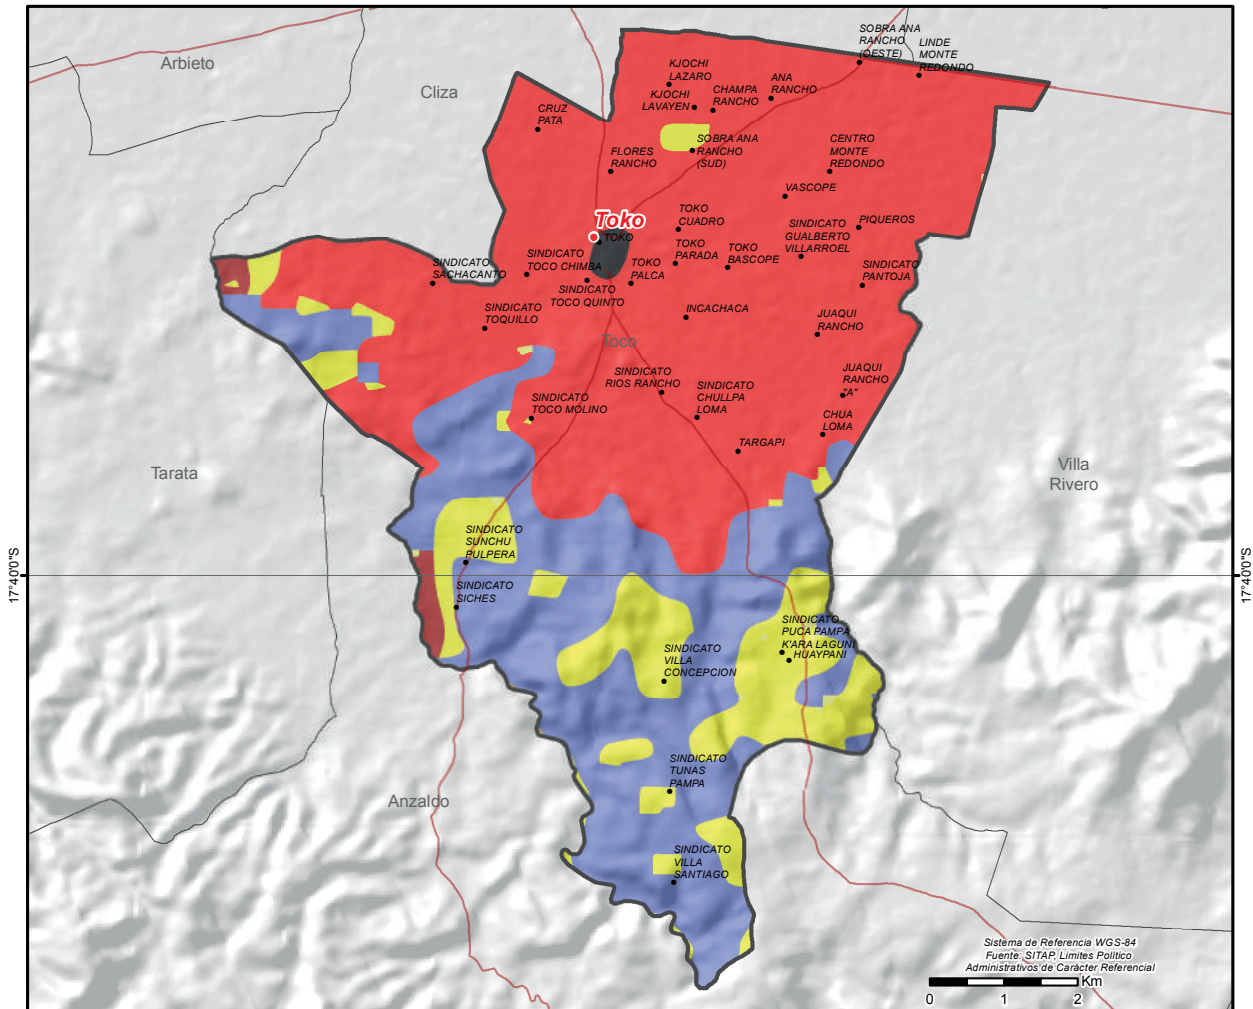 SOBRA ANA
RANCHO
(OESTE)
LINDE
MONTE
REDONDO
Arbieto
Cliza
KJOCHI
LAZARO
KJOCHI
LAVAYEN
CHAMPA
RANCHO
ANA
RANCHO
CRUZ
PATA
FLORES
RANCHO
SOBRA ANA
RANCHO
(SUD)
CENTRO
MONTE
REDONDO
VASCOPE
Toko
TOKO
TOKO
CUADRO
SINDICATO
GUALBERTO
VILLARROEL
PIQUEROS
SINDICATO
SACHACANTO
SINDICATO
TOCO CHIMBA
SINDICATO
TOCO QUINTO
TOKO
PALCA
TOKO
PARADA
TOKO
BASCOPE
SINDICATO
PANTOJA
SINDICATO
TOQUILLO
INCACHACA
JUAQUI
RANCHO
Toco
SINDICATO
RIOS RANCHO
SINDICATO
CHULLPA
LOMA
JUAQUI
RANCHO
"A"
SINDICATO
TOCO MOLINO
CHUA
LOMA
TARGAPI
Tarata
Villa
Rivero
SINDICATO
SUNCHU
PULPERA
17°40'0"S
17°40'0"S
SINDICATO
SICHES
SINDICATO
PUCA PAMPA
K'ARA LAGUNI
HUAYPANI
SINDICATO
VILLA
CONCEPCION
SINDICATO
TUNAS
PAMPA
Anzaldo
SINDICATO
VILLA
SANTIAGO
Sistema de Referencia WGS-84
Fuente: SITAP, Limites Político
Administrativos de Carácter Referencial
Km
0 1 2